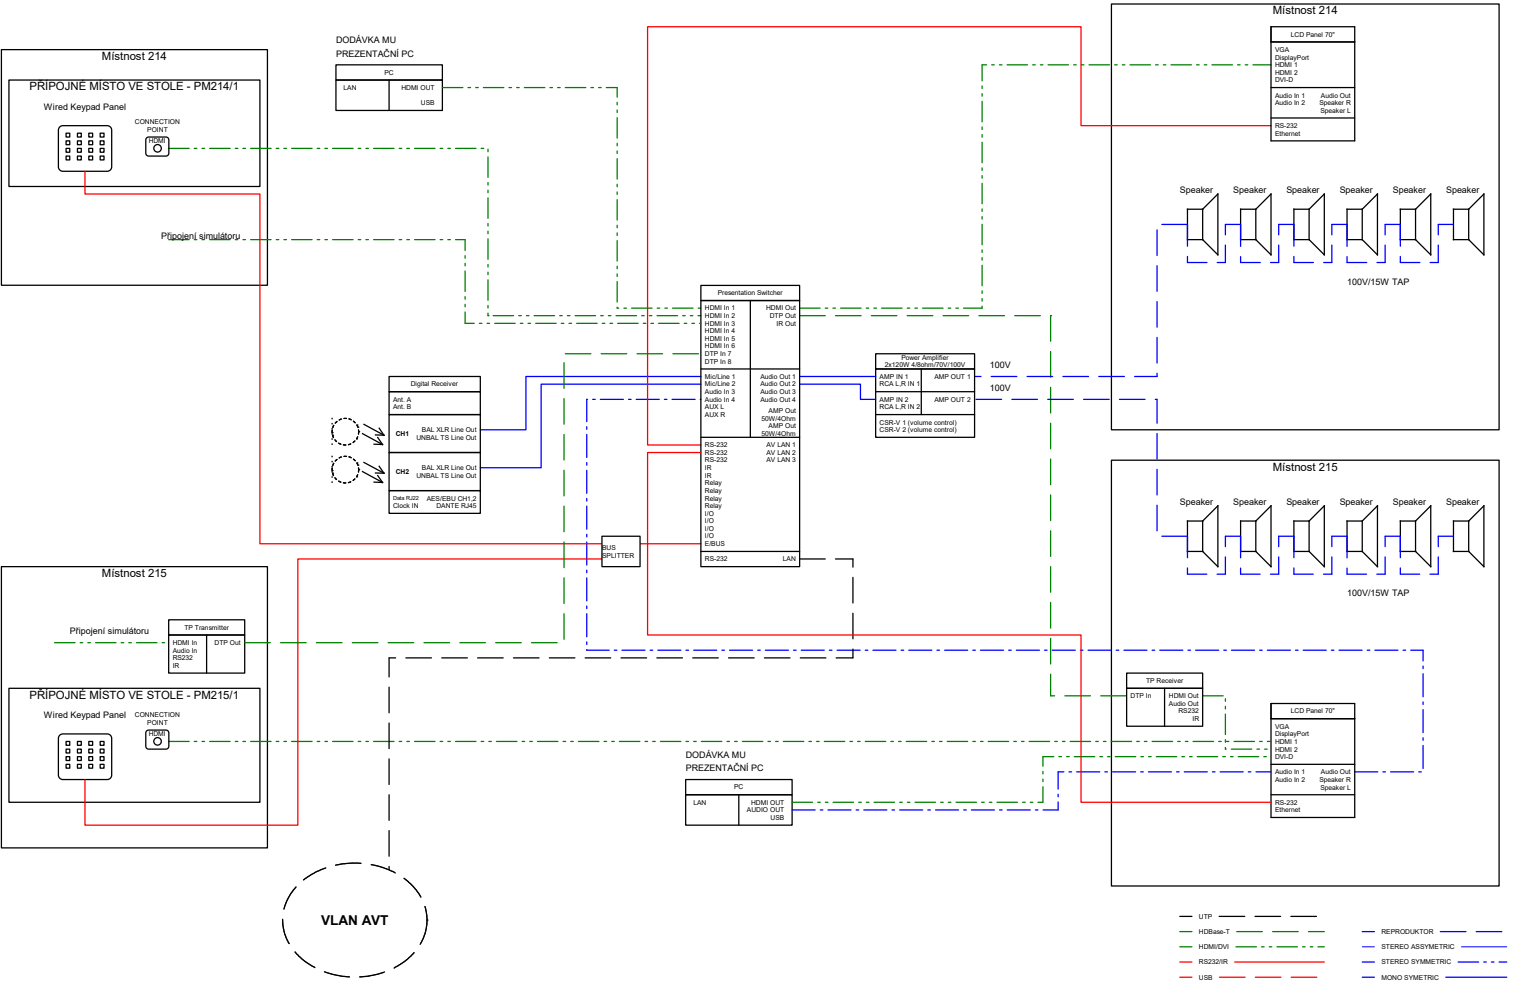 Místnost 214
PŘÍPOJNÉ MÍSTO VE STOLE - PM214/1
Wired Keypad Panel
CONNECTION
POINT
HDMI
Připojení simulátoru
DODÁVKA MU
PREZENTAČNÍ PC
PC
LAN
HDMI OUT
USB
Místnost 214
LCD Panel 70"
VGA
DisplayPort
HDMI 1
HDMI 2
DVI-D
Audio In 1
Audio In 2
Audio Out
Speaker R
Speaker L
RS-232
Ethernet
Speaker
Speaker
Speaker
Speaker
Speaker
Speaker
100V/15W TAP
Presentation Switcher
HDMI In 1
HDMI In 2
HDMI In 3
HDMI In 4
HDMI In 5
HDMI In 6
DTP In 7
DTP In 8
HDMI Out
DTP Out
IR Out
Mic/Line 1
Mic/Line 2
Audio In 3
Audio In 4
AUX L
AUX R
Audio Out 1
Audio Out 2
Audio Out 3
Audio Out 4
AMP Out
50W/4Ohm
AMP Out
50W/4Ohm
RS-232
RS-232
RS-232
IR
IR
Relay
Relay
Relay
Relay
I/O
I/O
I/O
I/O
E/BUS
AV LAN 1
AV LAN 2
AV LAN 3
RS-232
LAN
Power Amplifier
2x120W 4/8ohm/70V/100V
AMP IN 1
RCA L,R IN 1
AMP OUT 1
AMP IN 2
RCA L,R IN 2
AMP OUT 2
CSR-V 1 (volume control)
CSR-V 2 (volume control)
100V
100V
Digital Receiver
Ant. A
Ant. B
CH1
BAL XLR Line Out
UNBAL TS Line Out
CH2
BAL XLR Line Out
UNBAL TS Line Out
Data RJ22
Clock IN
AES/EBU CH1,2
DANTE RJ45
BUS
SPLITTER
Místnost 215
Speaker
Speaker
Speaker
Speaker
Speaker
Speaker
100V/15W TAP
TP Receiver
DTP In
HDMI Out
Audio Out
RS232
IR
LCD Panel 70"
VGA
DisplayPort
HDMI 1
HDMI 2
DVI-D
Audio In 1
Audio In 2
Audio Out
Speaker R
Speaker L
RS-232
Ethernet
Místnost 215
Připojení simulátoru
TP Transmitter
HDMI In
Audio In
RS232
IR
DTP Out
PŘÍPOJNÉ MÍSTO VE STOLE - PM215/1
Wired Keypad Panel
CONNECTION
POINT
HDMI
DODÁVKA MU
PREZENTAČNÍ PC
PC
LAN
HDMI OUT
AUDIO OUT
USB
VLAN AVT
UTP
HDBase-T
HDMI/DVI
RS232/IR
USB
REPRODUKTOR
STEREO ASSYMETRIC
STEREO SYMMETRIC
MONO SYMETRIC